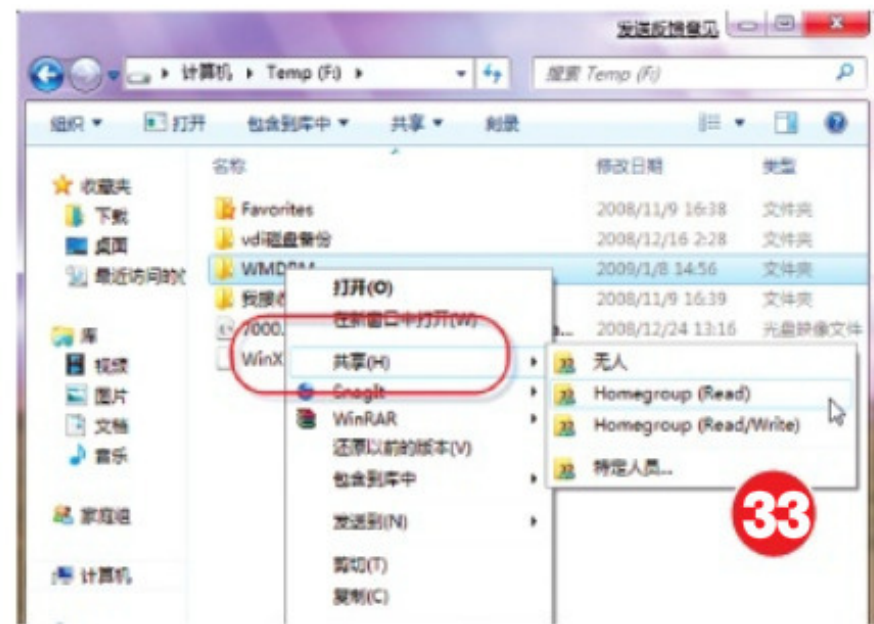 发送反馈意见
计算机 Temp (F:)
搜索 Temp (F:)
组织 打开 包含到库中 共享 刻录
名称 修改日期 类型
收藏夹
下载
桌面
最近访问的
库
视频
图片
文档
音乐
家庭组
计算机
Favorites 2008/11/9 16:38 文件夹
vdi磁盘备份 2008/12/16 2:28 文件夹
WMDRM 2009/1/8 14:56 文件夹
2008/11/9 16:39 文件夹
7000. 2008/12/24 13:16 光盘映像文件
WinX
打开(O)
在新窗口中打开(W)
共享(H)
SnagIt
WinRAR
还原以前的版本(V)
包含到库中
发送到(N)
剪切(T)
复制(C)
无人
Homegroup (Read)
Homegroup (Read/Write)
特定人员...
33